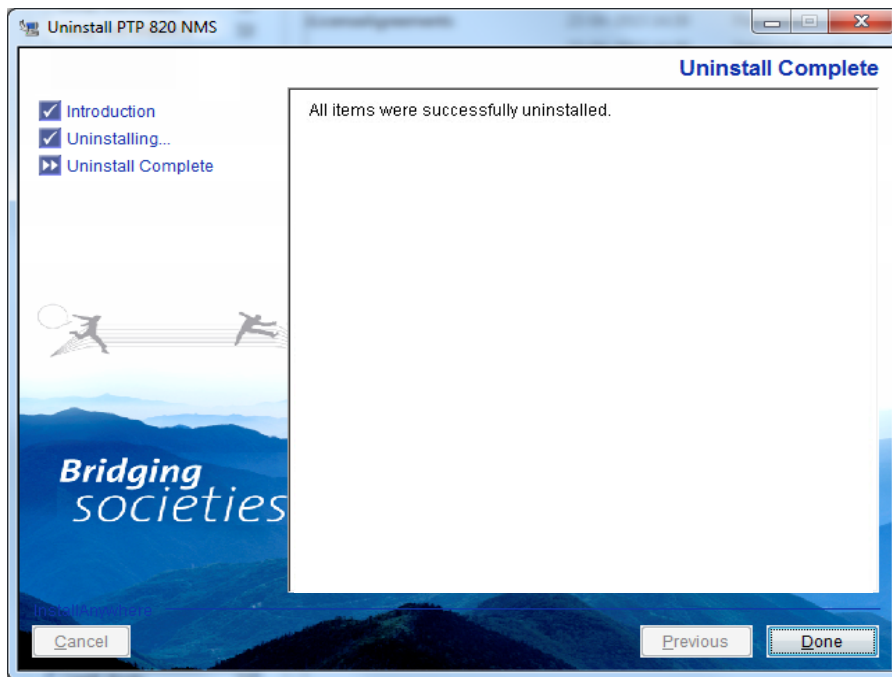 Uninstall PTP 820 NMS
Uninstall Complete
Introduction
Uninstalling...
Uninstall Complete
All items were successfully uninstalled.
Bridging
societies
InstallAnywhere
Cancel
Previous
Done